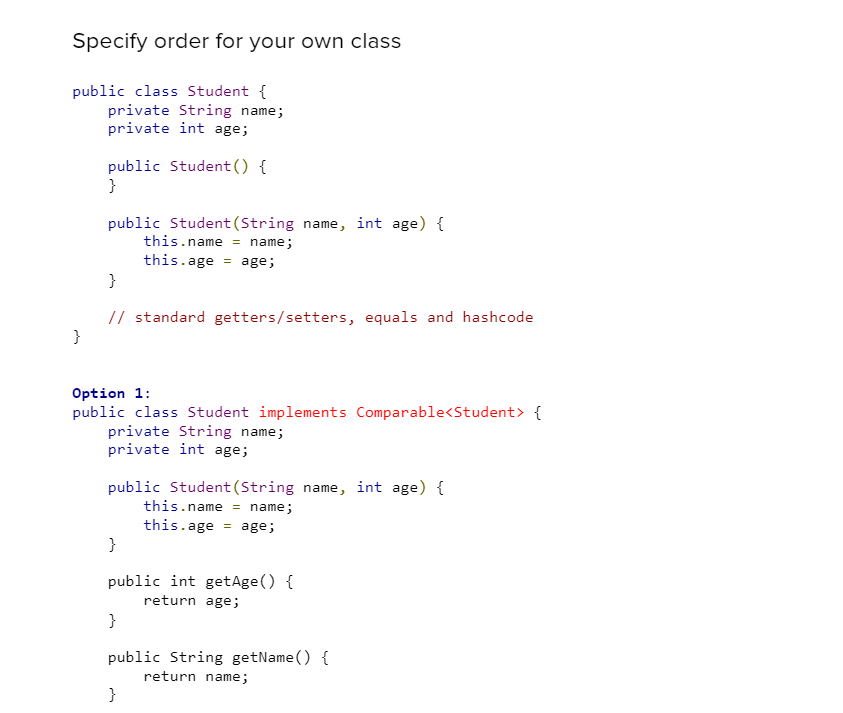 Specify order for your own class
public class Student {
    private String name;
    private int age;
    public Student() {
    }
    public Student(String name, int age) {
        this.name = name;
        this.age = age;
    }
    // standard getters/setters, equals and hashcode
}
Option 1:
public class Student implements Comparable<Student> {
    private String name;
    private int age;
    public Student(String name, int age) {
        this.name = name;
        this.age = age;
    }
    public int getAge() {
        return age;
    }
    public String getName() {
        return name;
    }